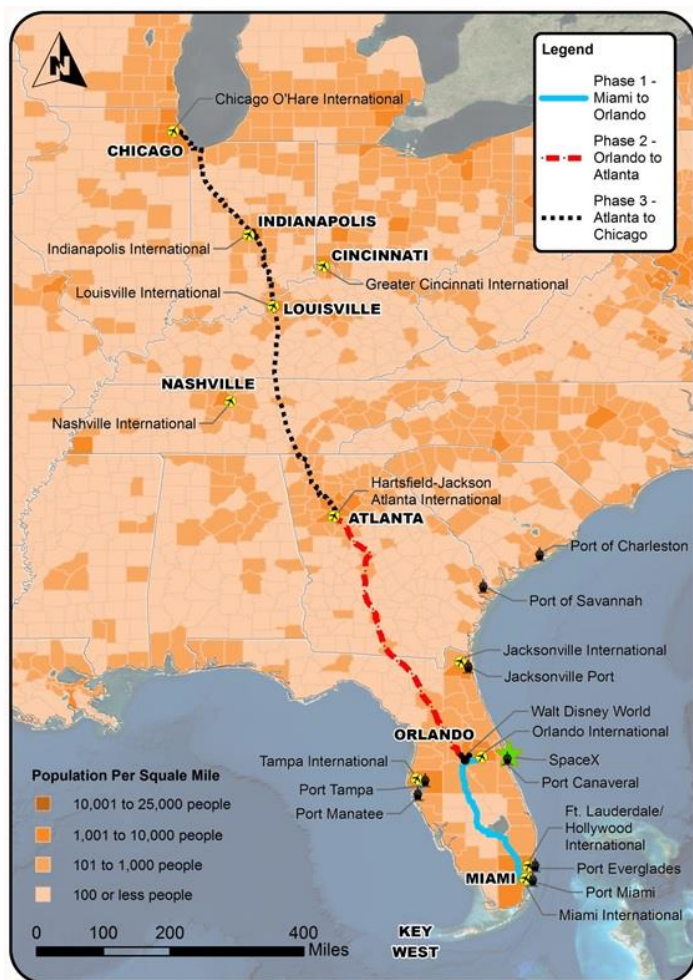 N
Legend
Phase 1 -
Miami to
Orlando
Phase 2 -
Orlando to
Atlanta
Phase 3 -
Atlanta to
Chicago
Chicago O'Hare International
CHICAGO
INDIANAPOLIS
Indianapolis International
CINCINNATI
Greater Cincinnati International
Louisville International
LOUISVILLE
NASHVILLE
Nashville International
Hartsfield-Jackson
Atlanta International
ATLANTA
Port of Charleston
Port of Savannah
Jacksonville International
Jacksonville Port
Walt Disney World
ORLANDO
Orlando International
Tampa International
SpaceX
Port Tampa
Port Canaveral
Port Manatee
Ft. Lauderdale/
Hollywood
International
Port Everglades
MIAMI
Port Miami
Miami International
KEY
WEST
Population Per Squale Mile
10,001 to 25,000 people
1,001 to 10,000 people
101 to 1,000 people
100 or less people
0 100 200 400
Miles